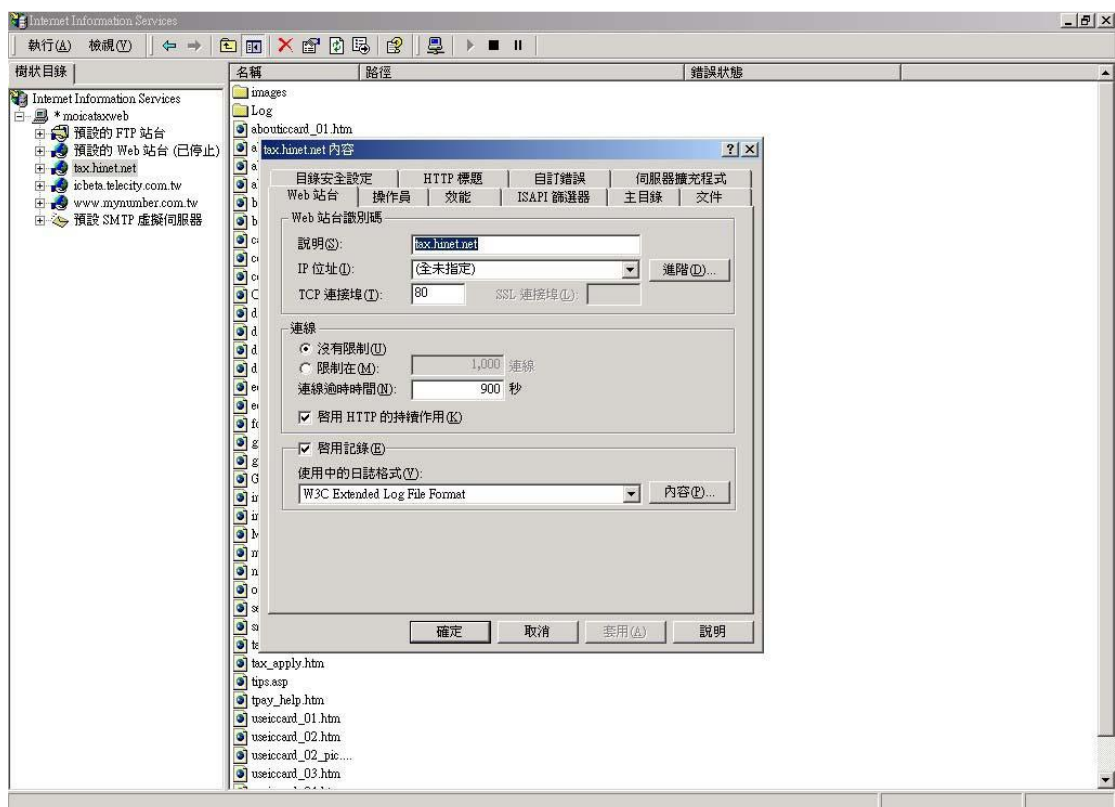 Internet Information Services
執行(A) 檢視(V)
樹狀目錄
名稱 路徑 錯誤狀態
Internet Information Services
* moicataxweb
預設的 FTP 站台
預設的 Web 站台 (已停止)
tax.hinet.net
icbeta.telecity.com.tw
www.mynumber.com.tw
預設 SMTP 虛擬伺服器
images
Log
abouticcard_01.htm
tax.hinet.net 內容
目錄安全設定 HTTP 標題 自訂錯誤 伺服器擴充程式
Web 站台 操作員 效能 ISAPI 篩選器 主目錄 文件
Web 站台識別碼
說明(S): tax.hinet.net
IP 位址(I): (全未指定) 進階(D)...
TCP 連接埠(T): 80 SSL 連接埠(L):
連線
沒有限制(U)
限制在(M): 1,000 連線
連線逾時時間(N): 900 秒
啓用 HTTP 的持續作用(K)
啓用記錄(E)
使用中的日誌格式(V):
W3C Extended Log File Format 內容(P)...
確定 取消 套用(A) 說明
tax_apply.htm
tips.asp
tpay_help.htm
useiccard_01.htm
useiccard_02.htm
useiccard_02_pic....
useiccard_03.htm